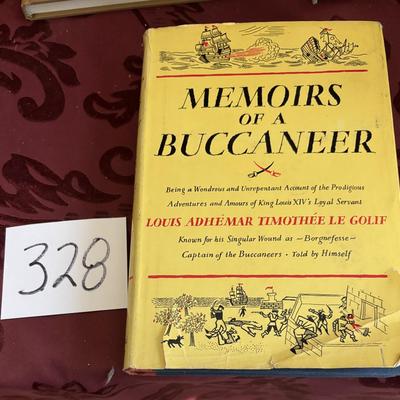 MEMOIRS
OF A
BUCCANEER
Being a Wondrous and Unrepentant Account of the Prodigious
Adventures and Amours of King Louis XIV's Loyal Servant
LOUIS ADHÉMAR TIMOTHÉE LE GOLIF
Known for his Singular Wound as —Borgnefesse—
Captain of the Buccaneers · Told by Himself
328